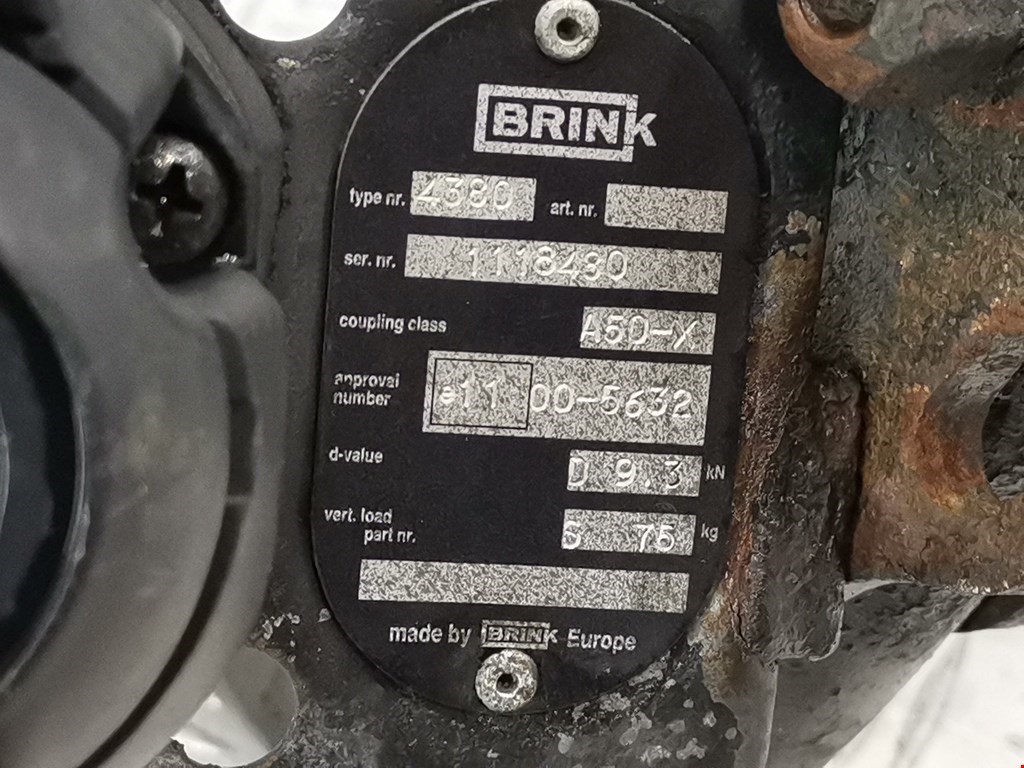 BRINK
type nr. 4380 art. nr.
ser. nr. 1118480
coupling class A50-X
approval number e11 00-5632
d-value D 9.3 kN
vert. load S 75 kg
part nr.
made by BRINK Europe